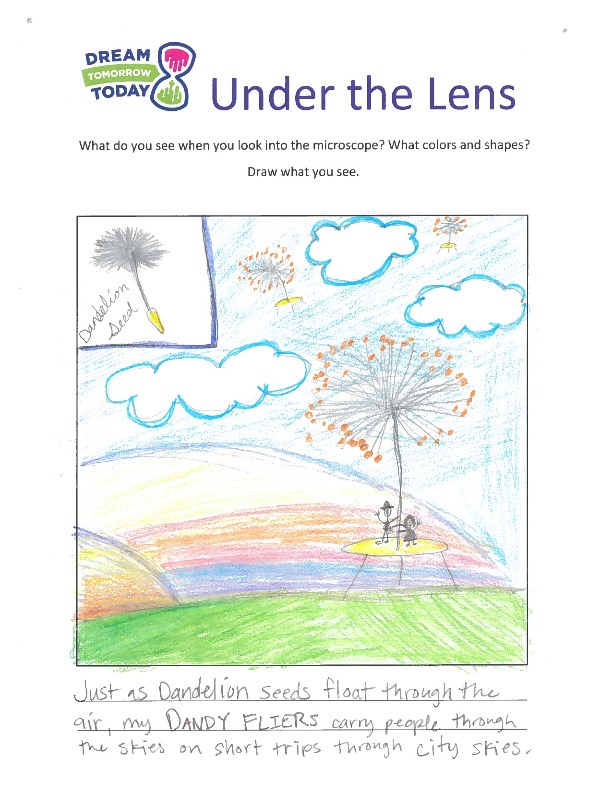 DREAM
TOMORROW
TODAY
Under the Lens
What do you see when you look into the microscope? What colors and shapes?
Draw what you see.
Dandelion
Seed
Just as Dandelion seeds float through the
air, my DANDY FLIERS carry people through
the skies on short trips through city skies.